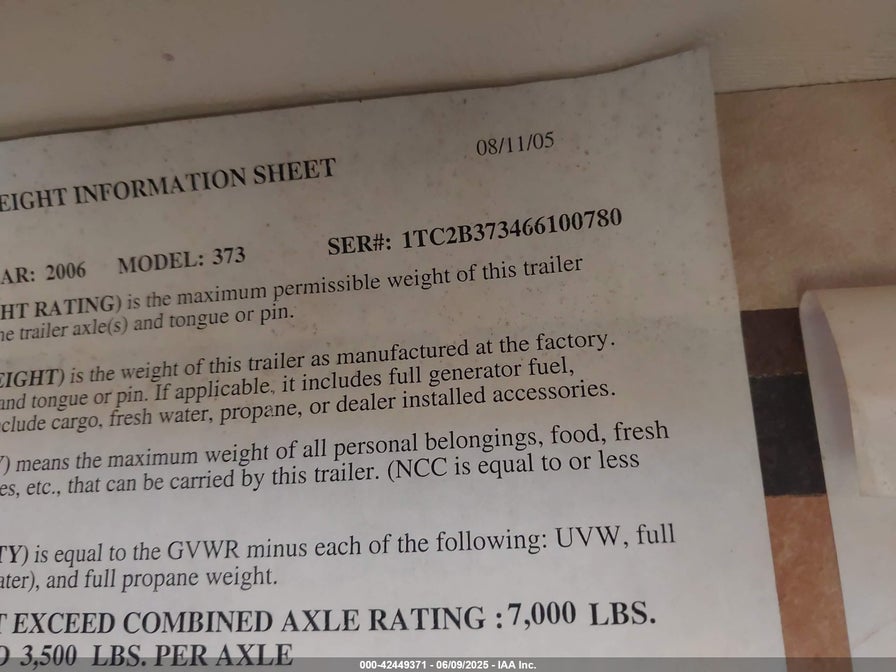 08/11/05
EIGHT INFORMATION SHEET
AR: 2006 MODEL: 373 SER#: 1TC2B373466100780
HT RATING) is the maximum permissible weight of this trailer
he trailer axle(s) and tongue or pin.
EIGHT) is the weight of this trailer as manufactured at the factory.
and tongue or pin. If applicable, it includes full generator fuel,
clude cargo, fresh water, propane, or dealer installed accessories.
Y) means the maximum weight of all personal belongings, food, fresh
es, etc., that can be carried by this trailer. (NCC is equal to or less
TY) is equal to the GVWR minus each of the following: UVW, full
ater), and full propane weight.
T EXCEED COMBINED AXLE RATING : 7,000 LBS.
D 3,500 LBS. PER AXLE
000-42449371 - 06/09/2025 - IAA Inc.